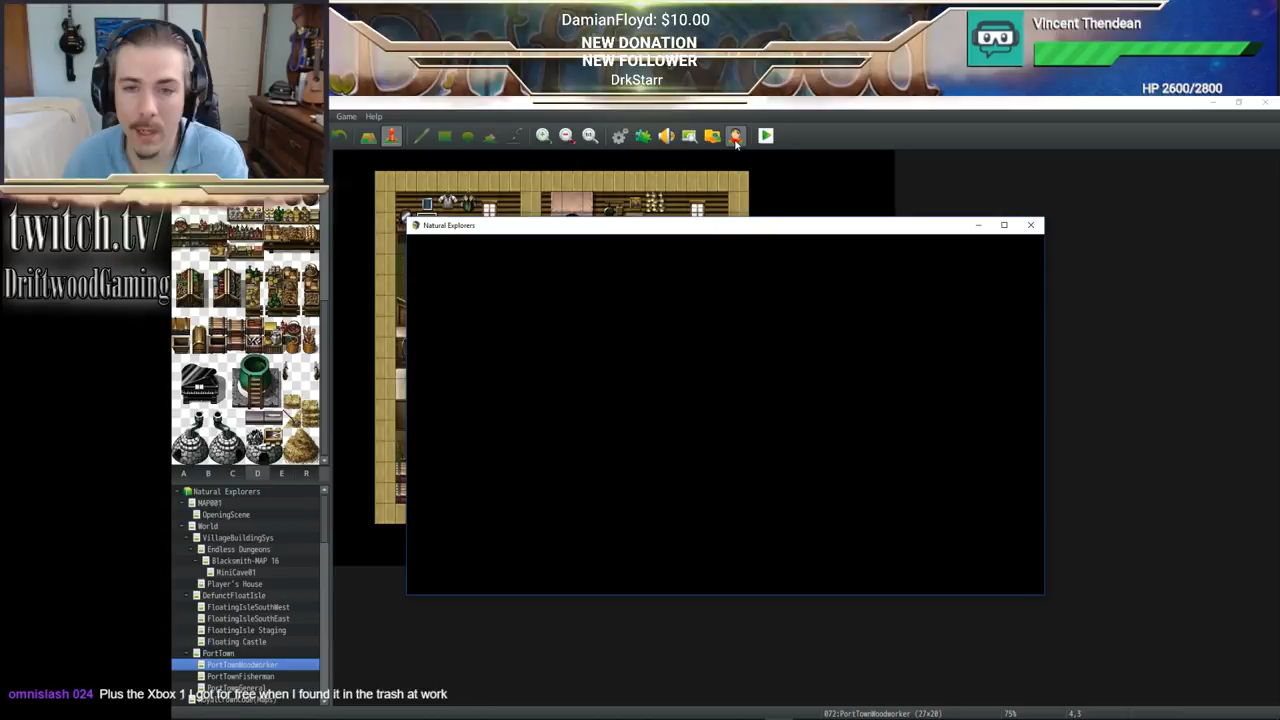 DamianFloyd: $10.00
NEW DONATION
NEW FOLLOWER
DrkStarr
Vincent Thendean
HP 2600/2800
Game Help
Natural Explorers
twitch.tv/
DriftwoodGaming
A B C D E R
Natural Explorers
MAP001
OpeningScene
World
VillageBuildingSys
Endless Dungeons
Blacksmith-MAP 16
MiniCave01
Player's House
DefunctFloatIsle
FloatingIsleSouthWest
FloatingIsleSouthEast
FloatingIsle Staging
Floating Castle
PortTown
PortTownWoodworker
PortTownFisherman
PortTownGeneral
omnislash 024 Plus the Xbox 1 I got for free when I found it in the trash at work
072:PortTownWoodworker (27x20) 75% 4,3